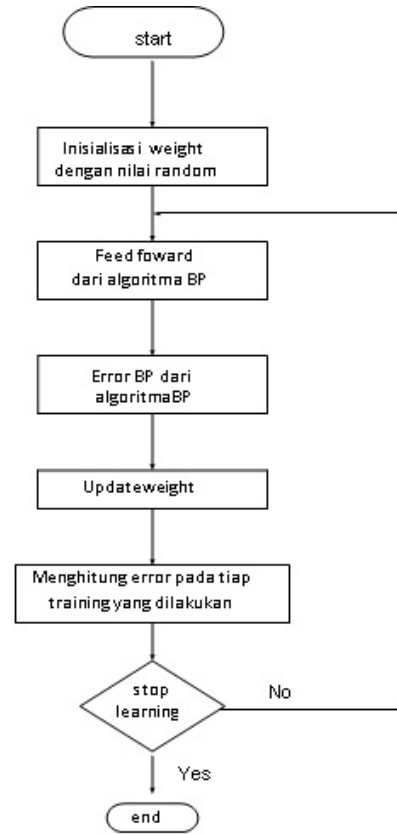 start
Inisialisasi weight
dengan nilai random
Feed foward
dari algoritma BP
Error BP dari
algoritmaBP
Updateweight
Menghitung error pada tiap
training yang dilakukan
stop
learning
No
Yes
end